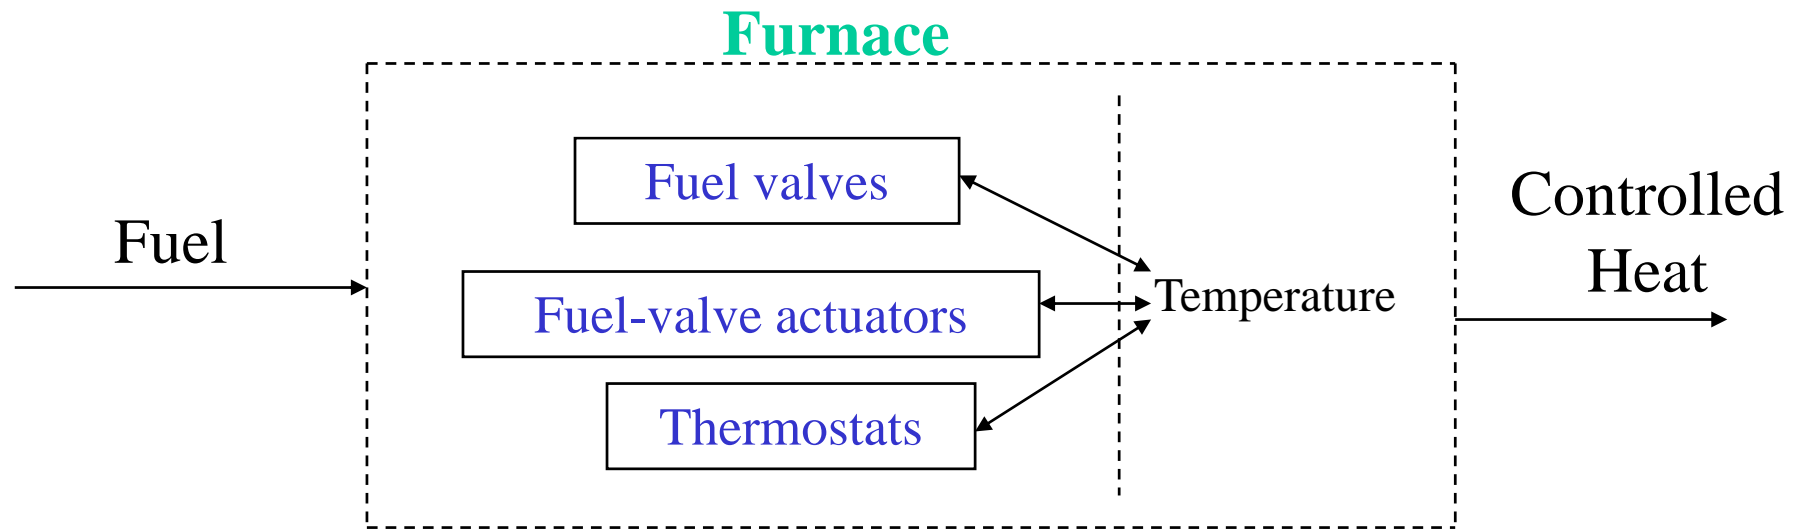 Furnace
Fuel
Fuel valves
Fuel-valve actuators
Thermostats
Temperature
Controlled
Heat